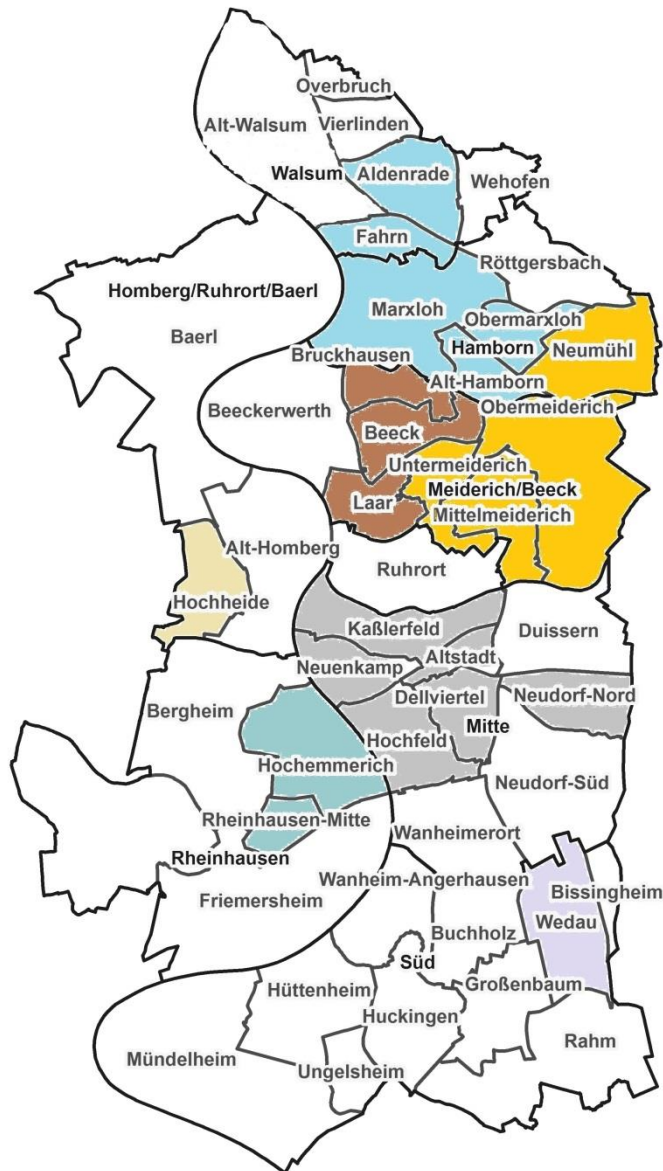 Overbruch
Alt-Walsum
Vierlinden
Walsum
Aldenrade
Wehofen
Fahrn
Röttgersbach
Homberg/Ruhrort/Baerl
Marxloh
Obermarxloh
Baerl
Hamborn
Neumühl
Bruckhausen
Alt-Hamborn
Beeckerwerth
Obermeiderich
Beeck
Untermeiderich
Meiderich/Beeck
Laar
Mittelmeiderich
Alt-Homberg
Ruhrort
Hochheide
Kaßlerfeld
Duissern
Neuenkamp
Altstadt
Dellviertel
Neudorf-Nord
Bergheim
Mitte
Hochfeld
Hochemmerich
Neudorf-Süd
Rheinhausen-Mitte
Wanheimerort
Rheinhausen
Wanheim-Angerhausen
Bissingheim
Friemersheim
Wedau
Buchholz
Süd
Großenbaum
Hüttenheim
Huckingen
Rahm
Mündelheim
Ungelsheim